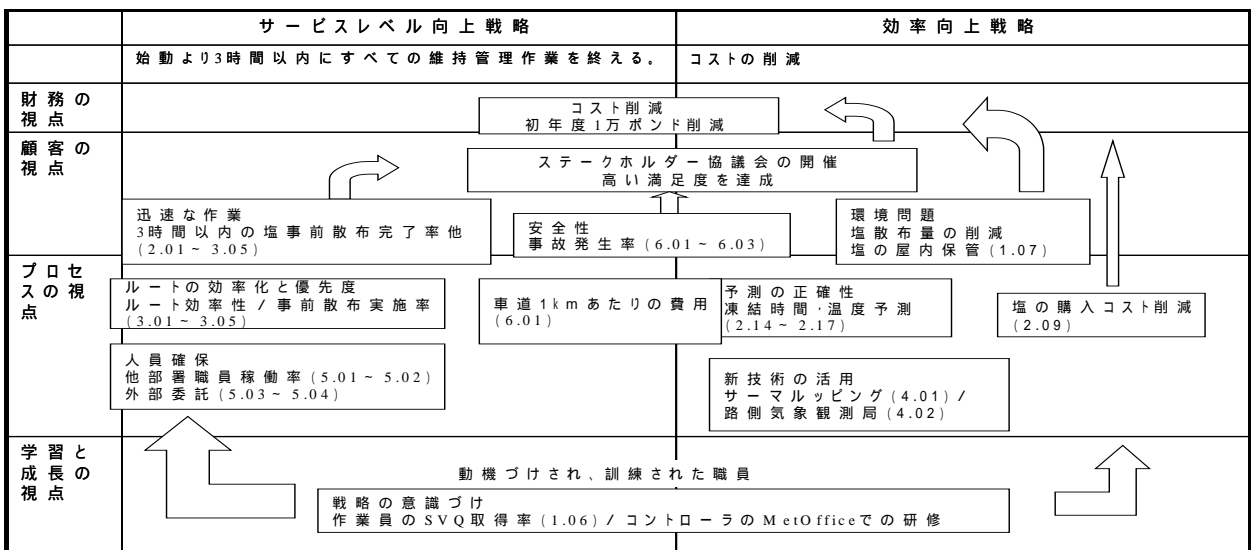 サービスレベル向上戦略
効率向上戦略
始動より3時間以内にすべての維持管理作業を終える。
コストの削減
財務の
視点
コスト削減
初年度1万ポンド削減
顧客の
視点
ステークホルダー協議会の開催
高い満足度を達成
迅速な作業
3時間以内の塩事前散布完了率他
(2.01~3.05)
安全性
事故発生率(6.01~6.03)
環境問題
塩散布量の削減
塩の屋内保管(1.07)
プロセ
スの視
点
ルートの効率化と優先度
ルート効率性/事前散布実施率
(3.01~3.05)
車道1kmあたりの費用
(6.01)
予測の正確性
凍結時間・温度予測
(2.14~2.17)
塩の購入コスト削減
(2.09)
人員確保
他部署職員稼働率(5.01~5.02)
外部委託(5.03~5.04)
新技術の活用
サーマルッピング(4.01)/
路側気象観測局(4.02)
学習と
成長の
視点
動機づけされ、訓練された職員
戦略の意識づけ
作業員のSVQ取得率(1.06)/コントローラのMetOfficeでの研修